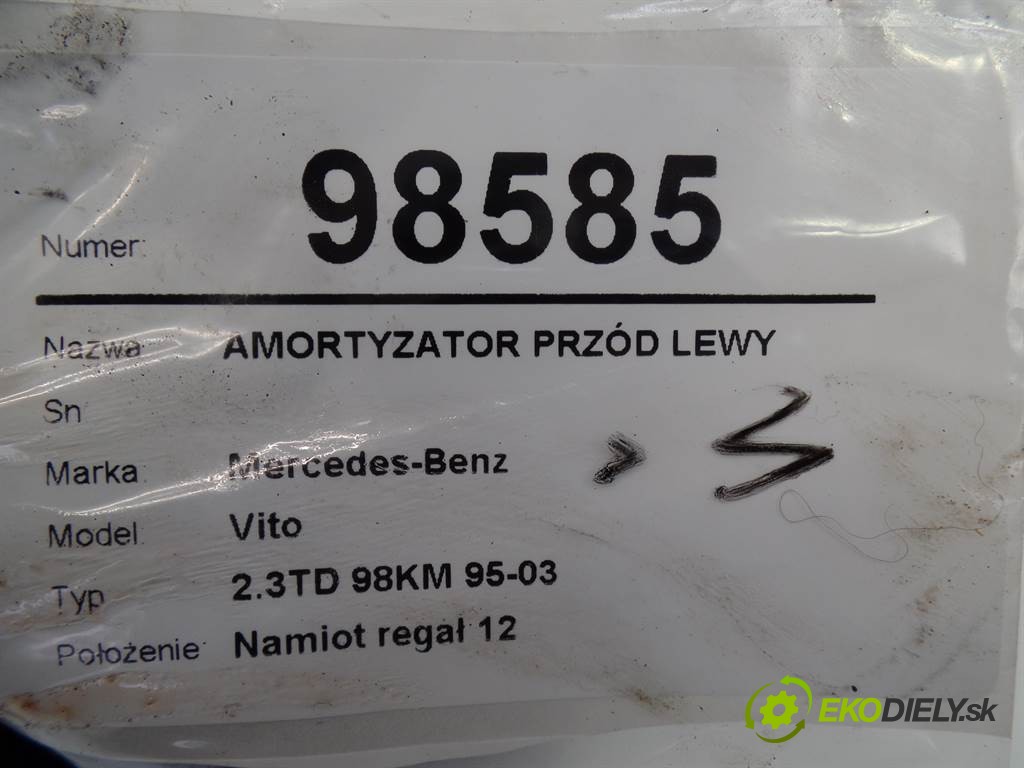 Numer: 98585
Nazwa: AMORTYZATOR PRZÓD LEWY
Sn
Marka: Mercedes-Benz
Model: Vito
Typ 2.3TD 98KM 95-03
Położenie: Namiot regał 12
EKODIELY.sk